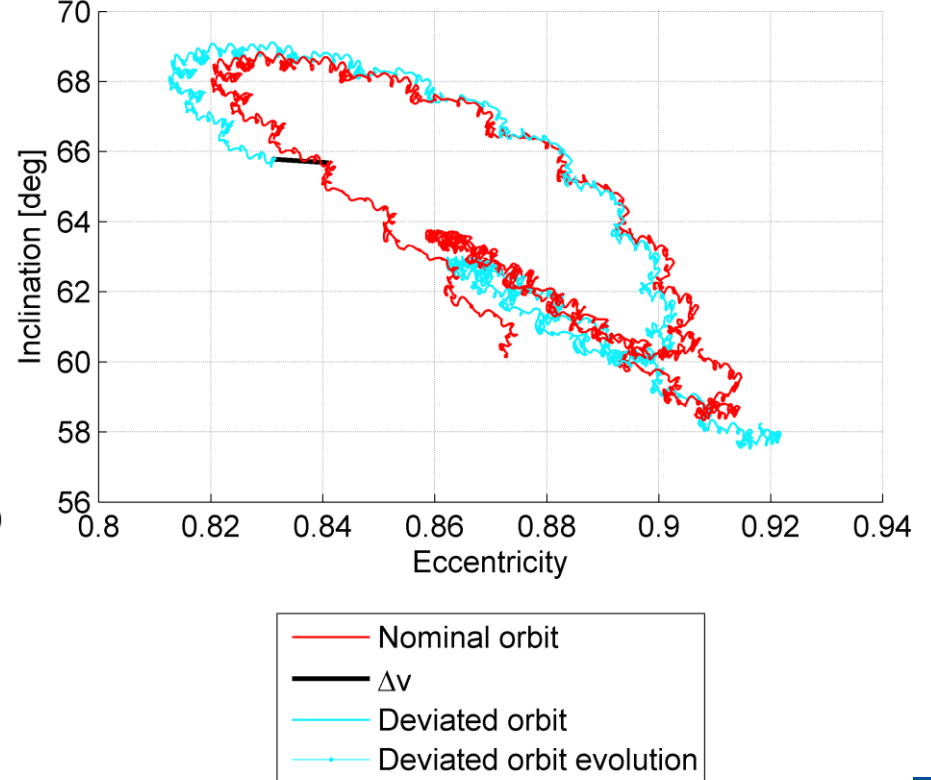 70
68
66
64
62
60
58
56
Inclination [deg]
)
0.8 0.82 0.84 0.86 0.88 0.9 0.92 0.94
Eccentricity
Nominal orbit
Δv
Deviated orbit
Deviated orbit evolution